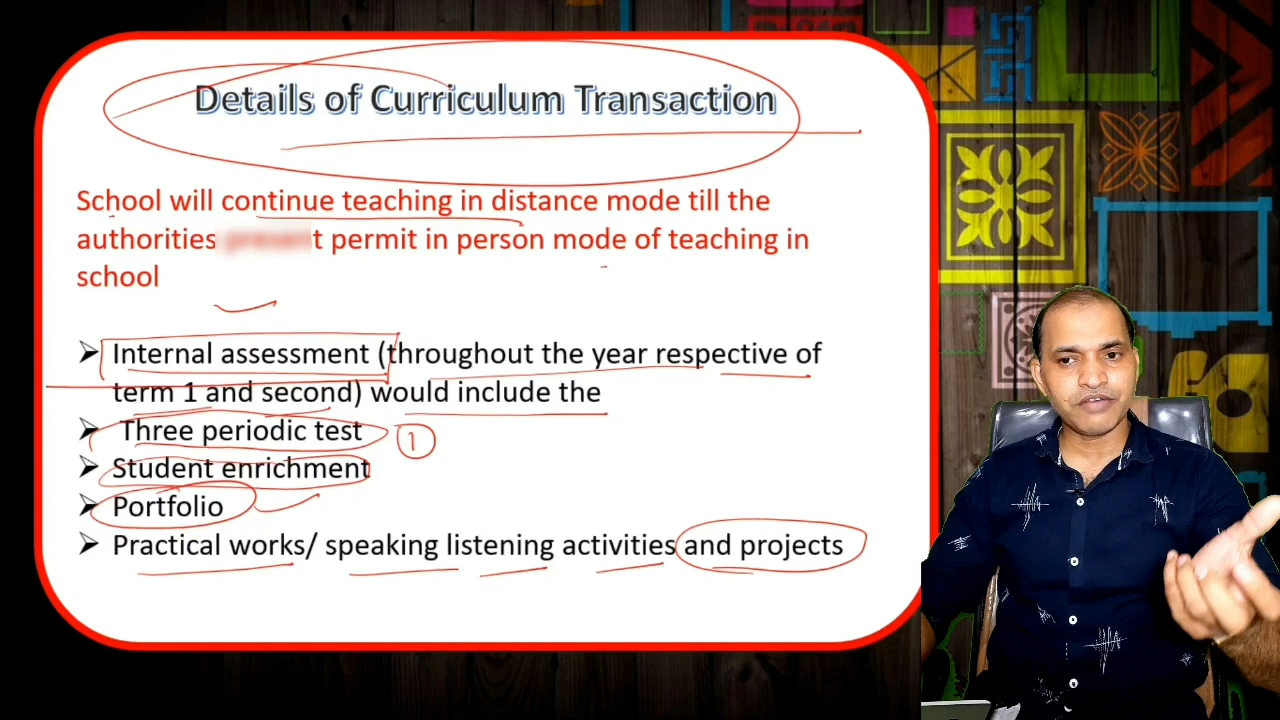 Details of Curriculum Transaction
School will continue teaching in distance mode till the
authorities t permit in person mode of teaching in
school
➢ Internal assessment (throughout the year respective of
term 1 and second) would include the
➢ Three periodic test 1
➢ Student enrichment
➢ Portfolio
➢ Practical works/ speaking listening activities and projects